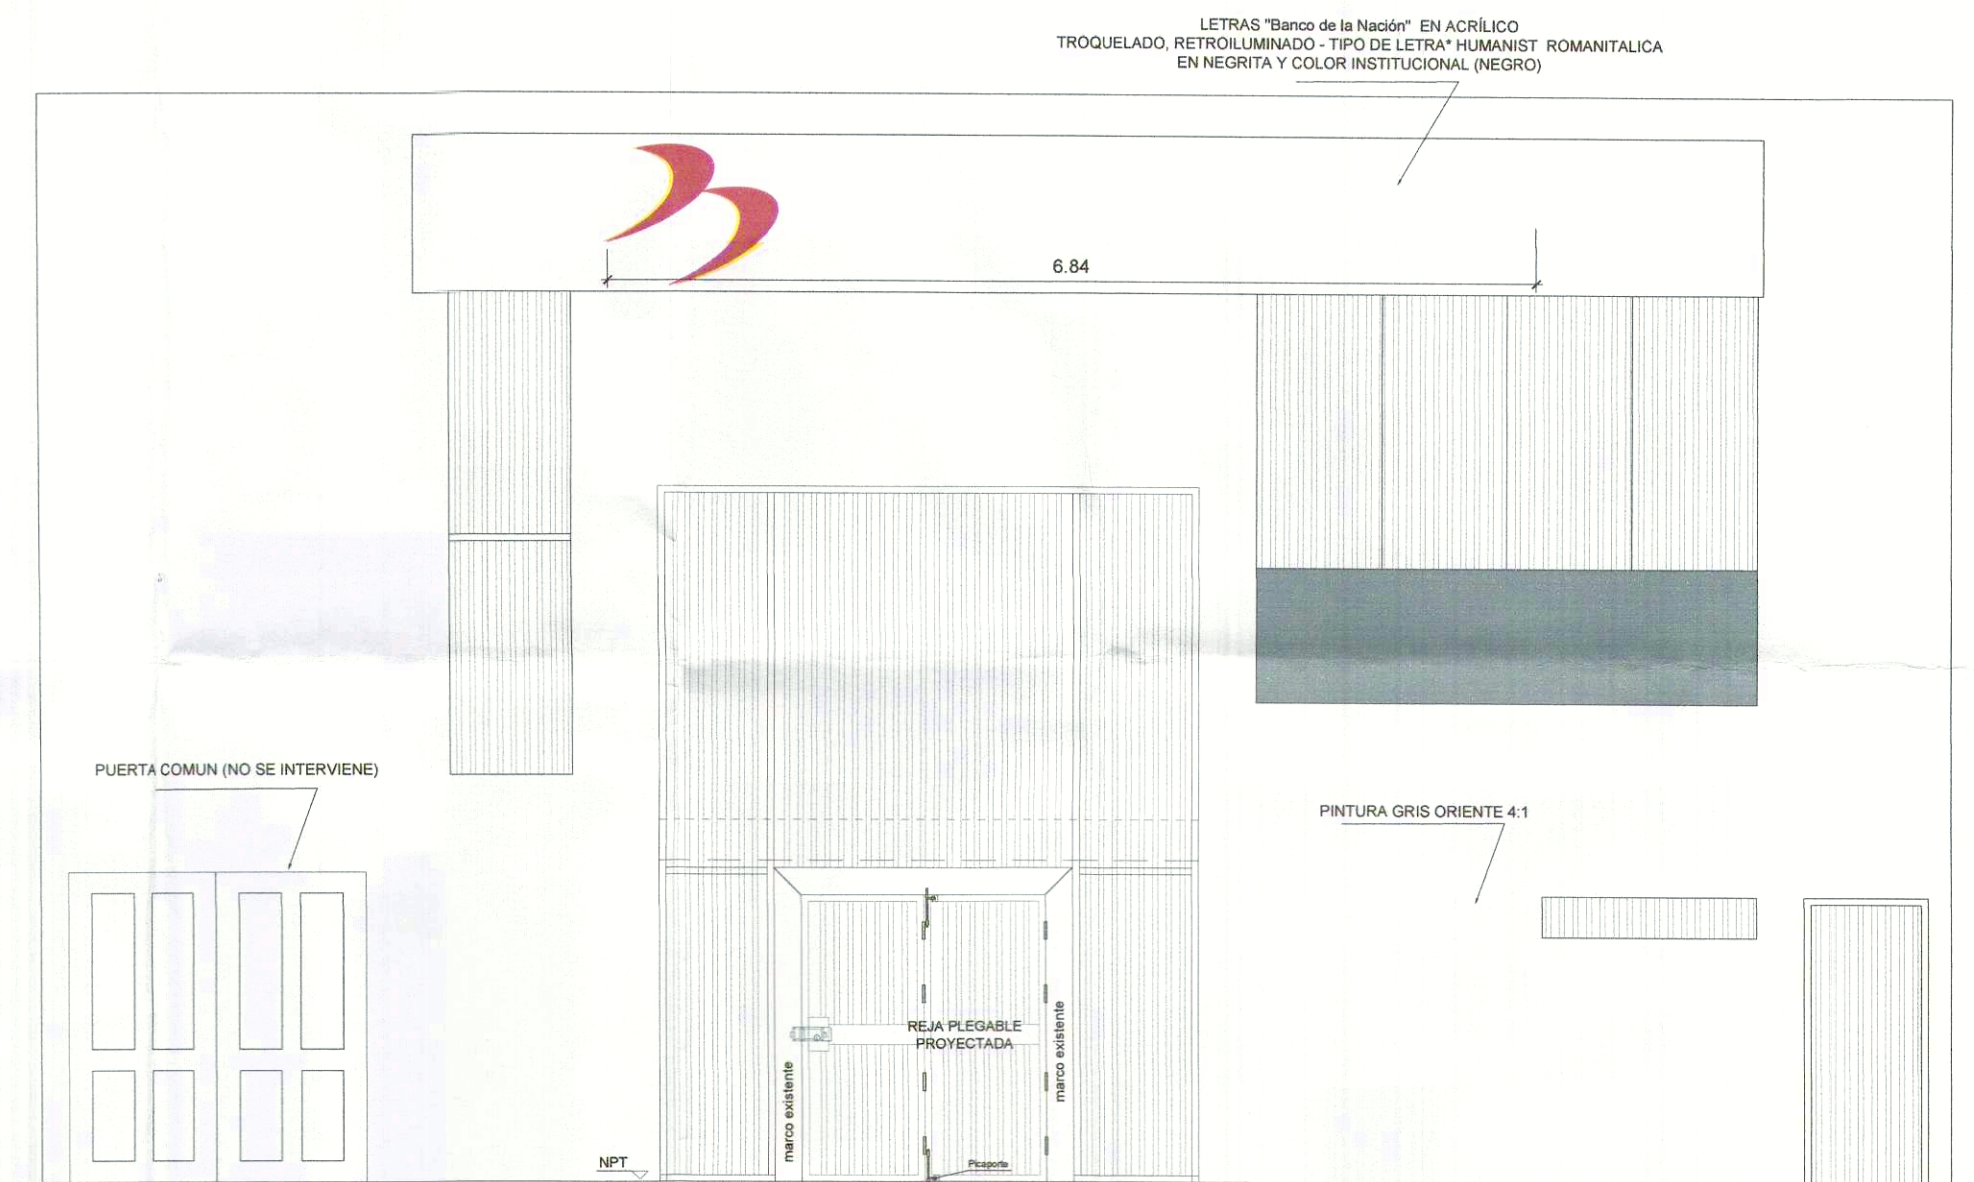 LETRAS "Banco de la Nación" EN ACRÍLICO
TROQUELADO, RETROILUMINADO - TIPO DE LETRA* HUMANIST ROMANITALICA
EN NEGRITA Y COLOR INSTITUCIONAL (NEGRO)
6.84
PUERTA COMUN (NO SE INTERVIENE)
PINTURA GRIS ORIENTE 4:1
REJA PLEGABLE
PROYECTADA
marco existente
marco existente
NPT
Picaporte